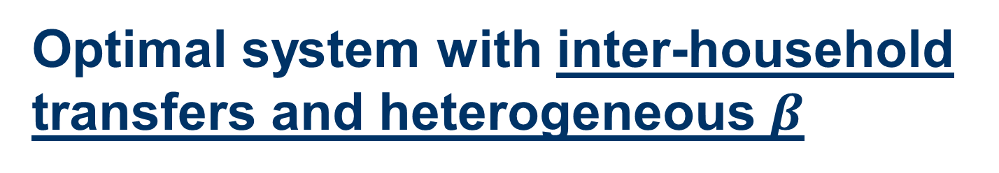 Optimal system with inter-household
transfers and heterogeneous β